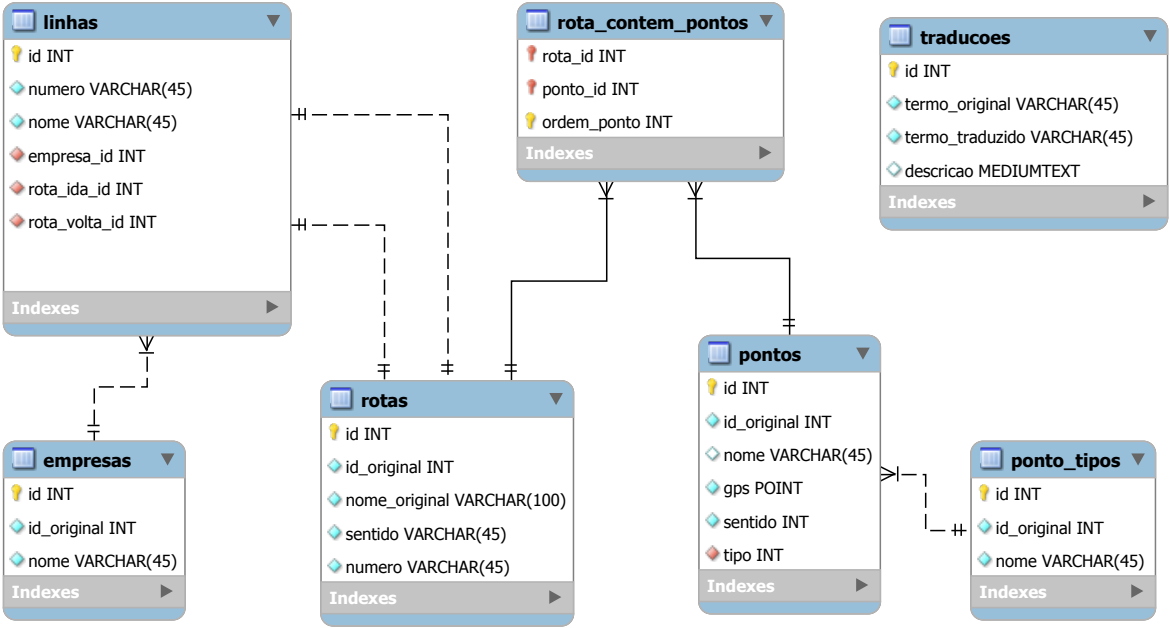 linhas
id INT
numero VARCHAR(45)
nome VARCHAR(45)
empresa_id INT
rota_ida_id INT
rota_volta_id INT
Indexes
rota_contem_pontos
rota_id INT
ponto_id INT
ordem_ponto INT
Indexes
traducoes
id INT
termo_original VARCHAR(45)
termo_traduzido VARCHAR(45)
descricao MEDIUMTEXT
Indexes
empresas
id INT
id_original INT
nome VARCHAR(45)
Indexes
rotas
id INT
id_original INT
nome_original VARCHAR(100)
sentido VARCHAR(45)
numero VARCHAR(45)
Indexes
pontos
id INT
id_original INT
nome VARCHAR(45)
gps POINT
sentido INT
tipo INT
Indexes
ponto_tipos
id INT
id_original INT
nome VARCHAR(45)
Indexes